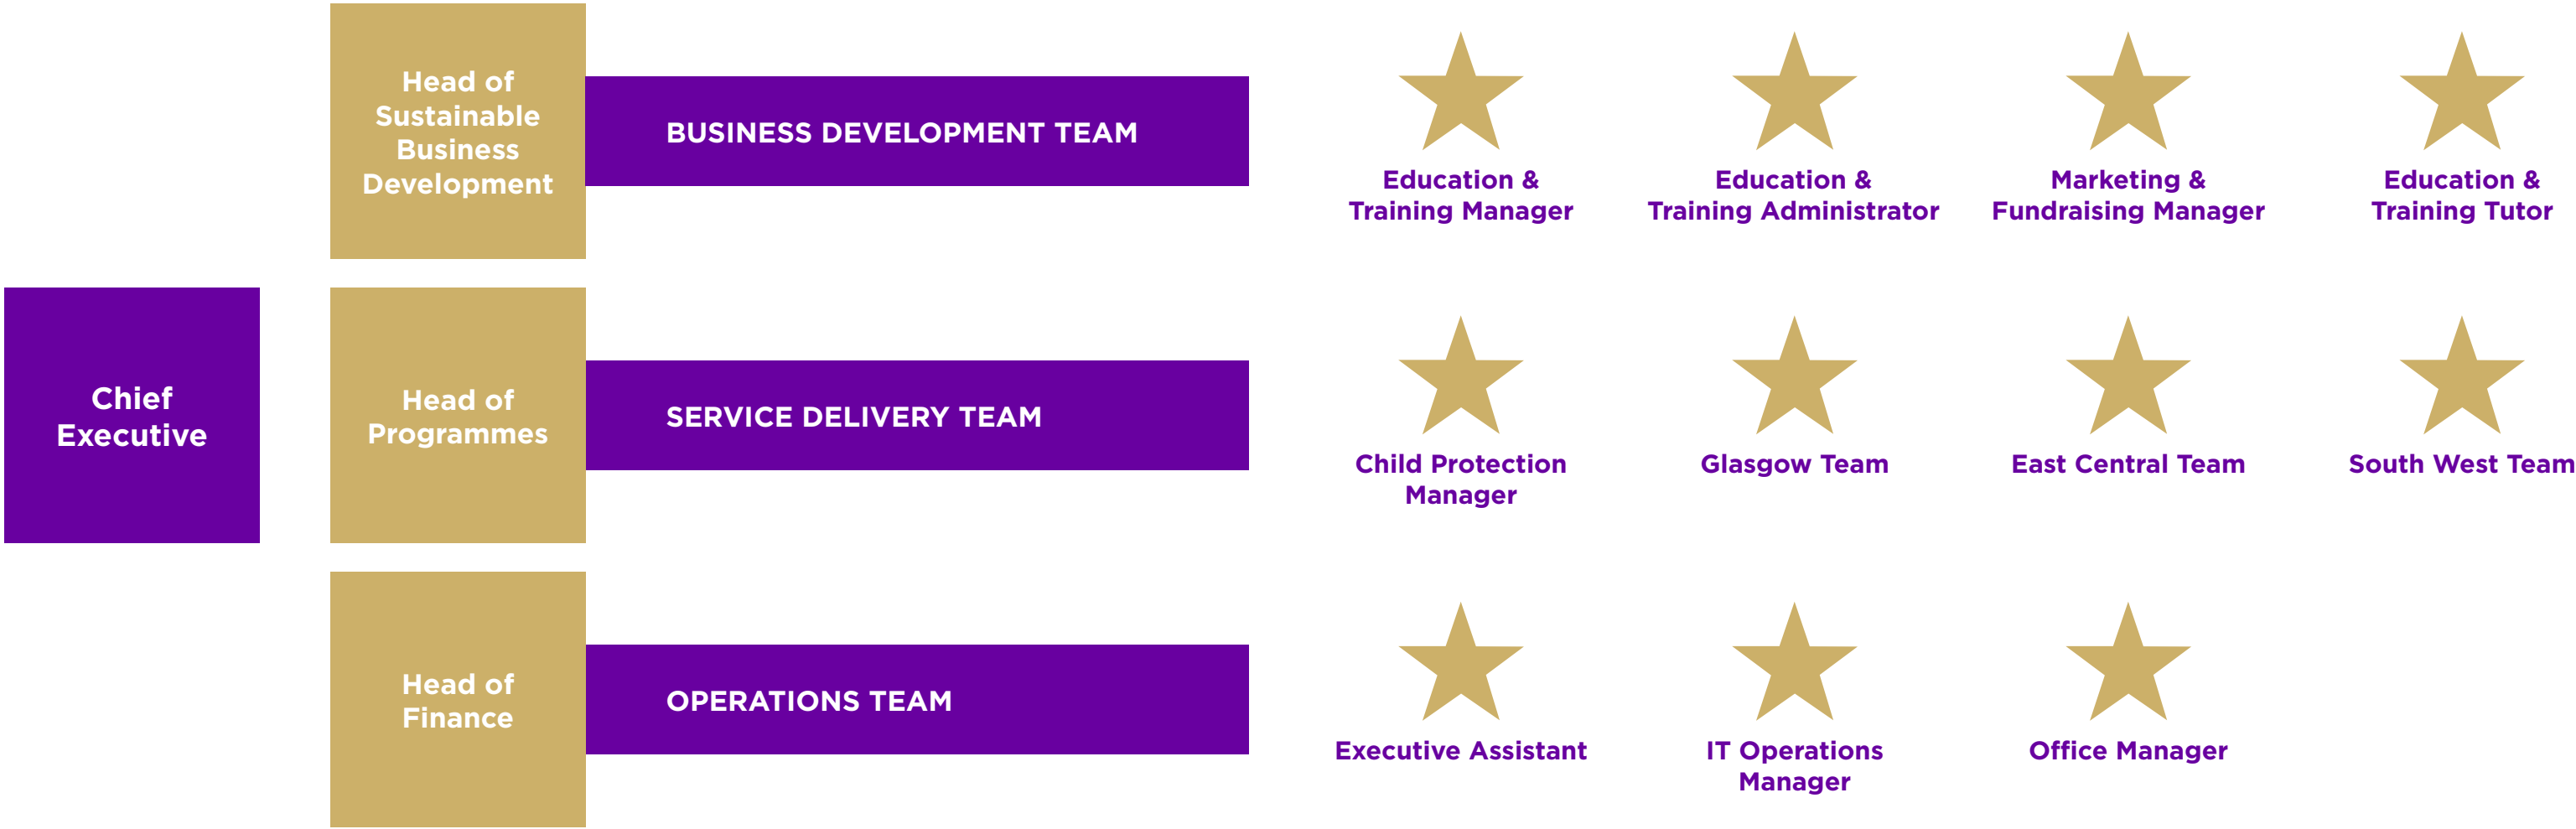 Head of
Sustainable
Business
Development
BUSINESS DEVELOPMENT TEAM
Education &
Training Manager
Education &
Training Administrator
Marketing &
Fundraising Manager
Education &
Training Tutor
Chief
Executive
Head of
Programmes
SERVICE DELIVERY TEAM
Child Protection
Manager
Glasgow Team
East Central Team
South West Team
Head of
Finance
OPERATIONS TEAM
Executive Assistant
IT Operations
Manager
Office Manager